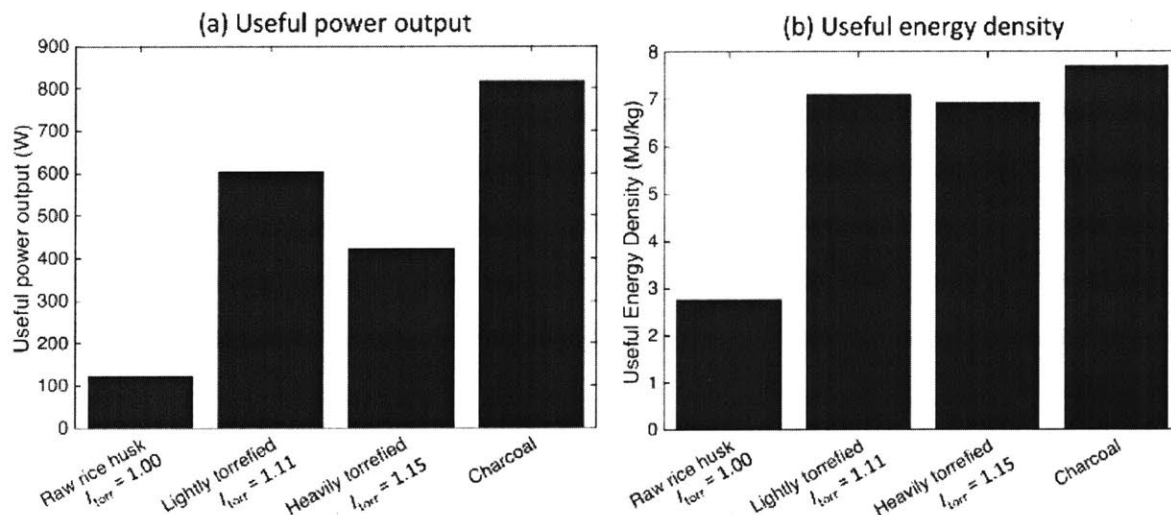 (a) Useful power output
Useful power output (W)
900
800
700
600
500
400
300
200
100
0
Raw rice husk
I_torr = 1.00
Lightly torrefied
I_torr = 1.11
Heavily torrefied
I_torr = 1.15
Charcoal
(b) Useful energy density
Useful Energy Density (MJ/kg)
8
7
6
5
4
3
2
1
0
Raw rice husk
I_torr = 1.00
Lightly torrefied
I_torr = 1.11
Heavily torrefied
I_torr = 1.15
Charcoal